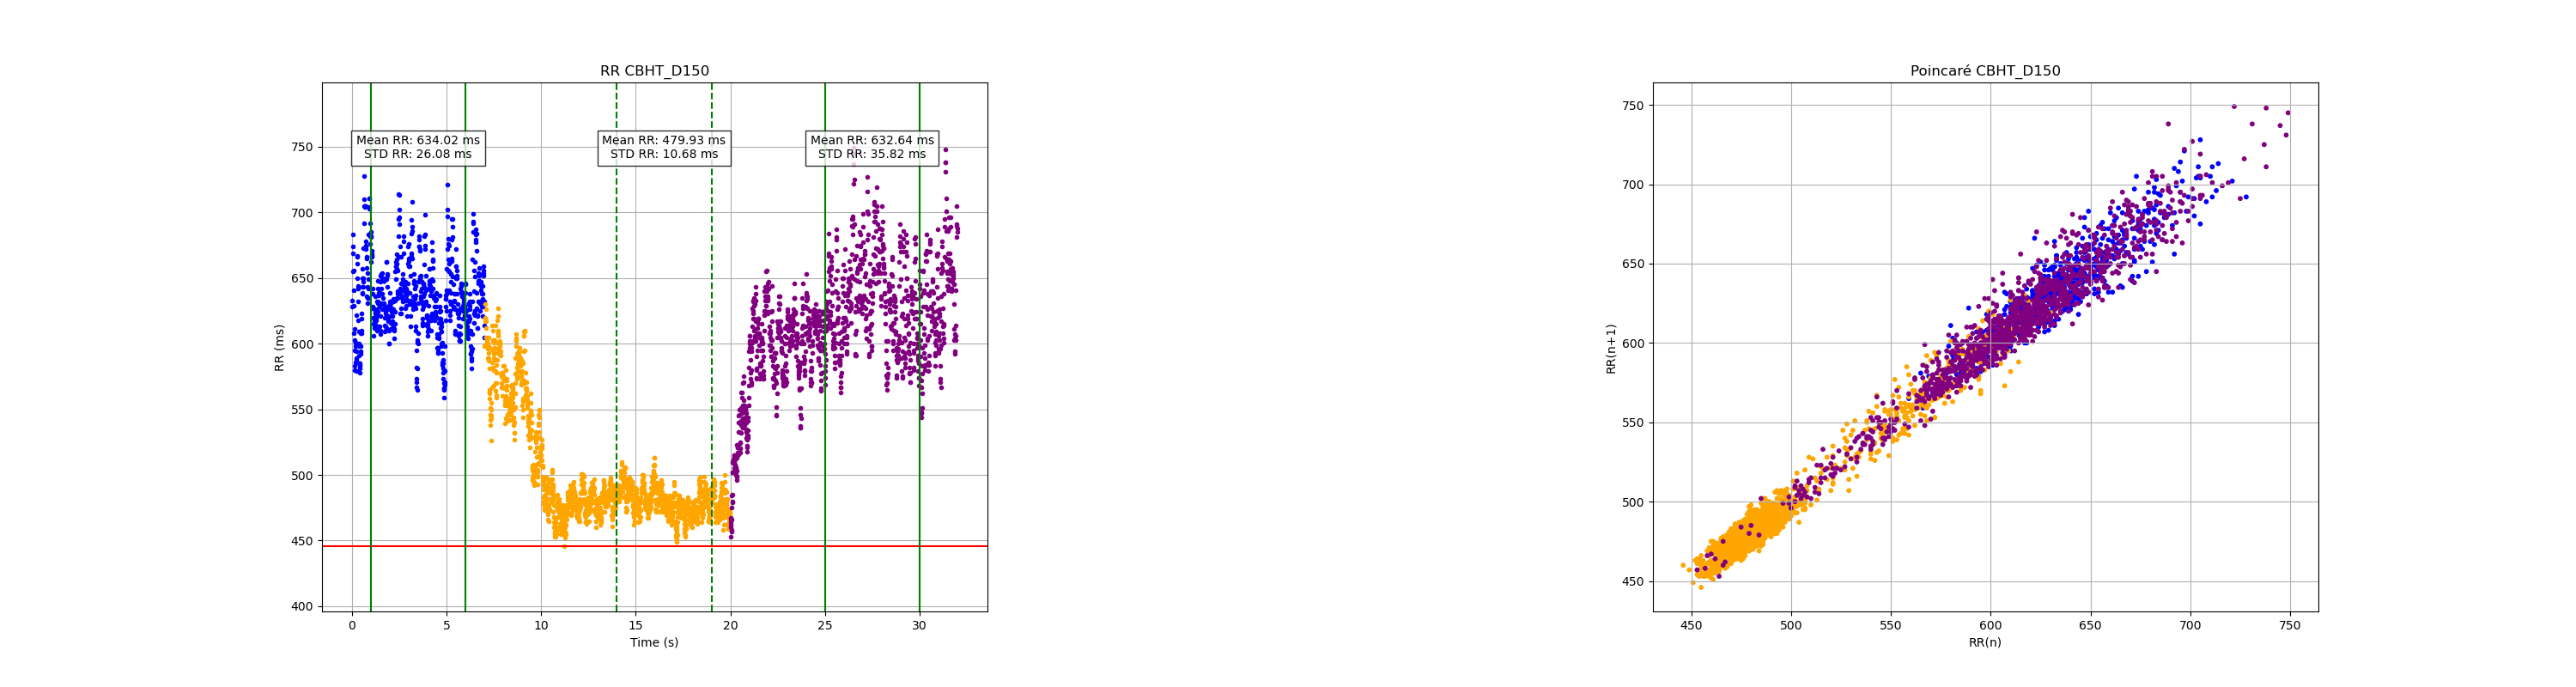 RR CBHT_D150
Mean RR: 634.02 ms
STD RR: 26.08 ms
Mean RR: 479.93 ms
STD RR: 10.68 ms
Mean RR: 632.64 ms
STD RR: 35.82 ms
RR (ms)
750
700
650
600
550
500
450
400
0 5 10 15 20 25 30
Time (s)
Poincaré CBHT_D150
RR(n+1)
750
700
650
600
550
500
450
450 500 550 600 650 700 750
RR(n)